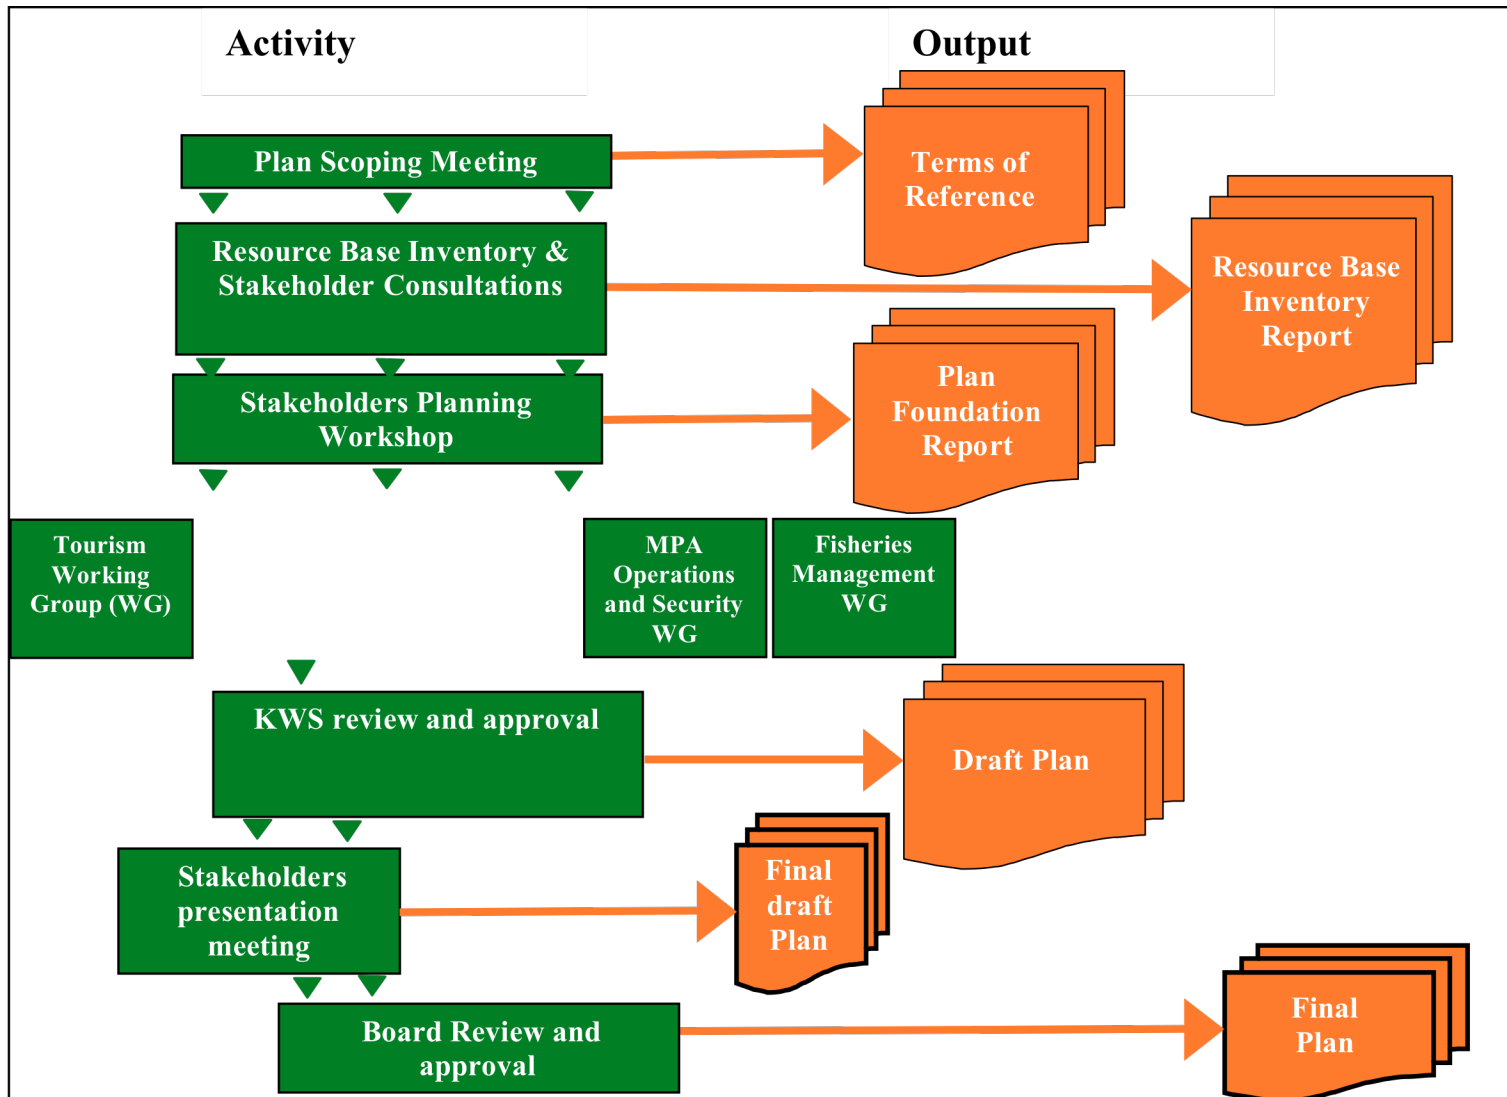 Activity
Output
Plan Scoping Meeting
Terms of
Reference
Resource Base Inventory &
Stakeholder Consultations
Resource Base
Inventory
Report
Stakeholders Planning
Workshop
Plan
Foundation
Report
Tourism
Working
Group (WG)
MPA
Operations
and Security
WG
Fisheries
Management
WG
KWS review and approval
Draft Plan
Stakeholders
presentation
meeting
Final
draft
Plan
Board Review and
approval
Final
Plan